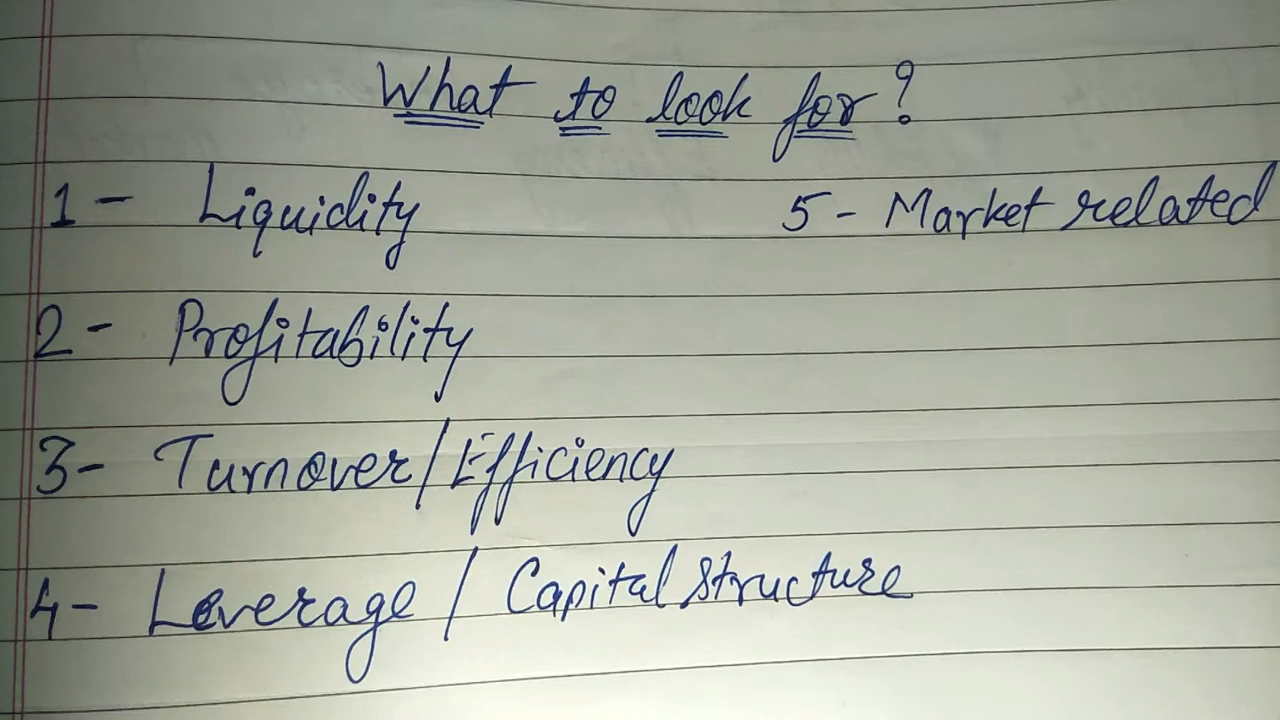 What to look for?
1- Liquidity
2- Profitability
3- Turnover/Efficiency
4- Leverage / Capital structure
5- Market related